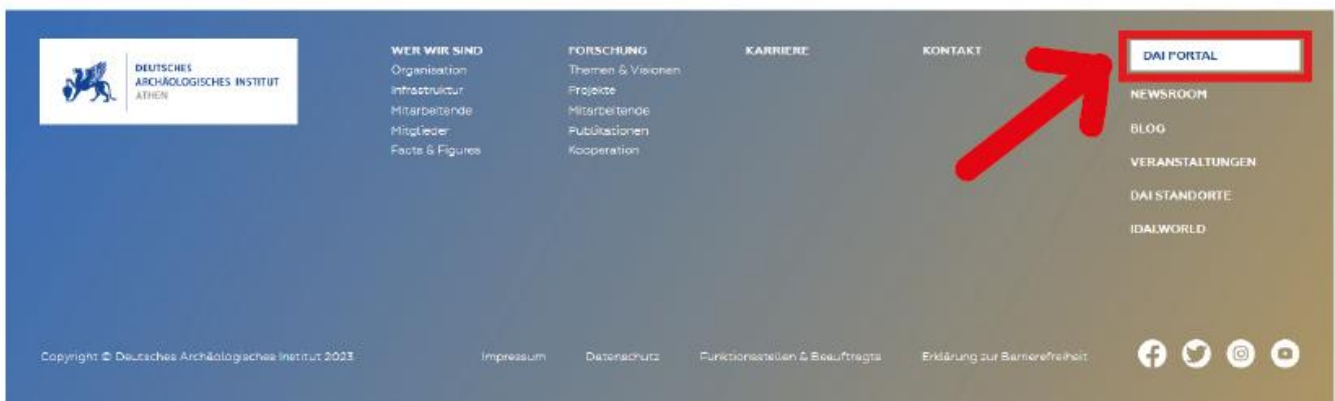 DEUTSCHES
ARCHÄOLOGISCHES INSTITUT
ATHEN
WER WIR SIND
Organisation
Infrastruktur
Mitarbeitende
Mitglieder
Facts & Figures
FORSCHUNG
Themen & Visionen
Projekte
Mitarbeitende
Publikationen
Kooperation
KARRIERE
KONTAKT
DAI PORTAL
NEWSROOM
BLOG
VERANSTALTUNGEN
DAI STANDORTE
IDAI.WORLD
Copyright © Deutsches Archäologisches Institut 2023
Impressum
Datenschutz
Funktionsstellen & Beauftragte
Erklärung zur Barrierefreiheit